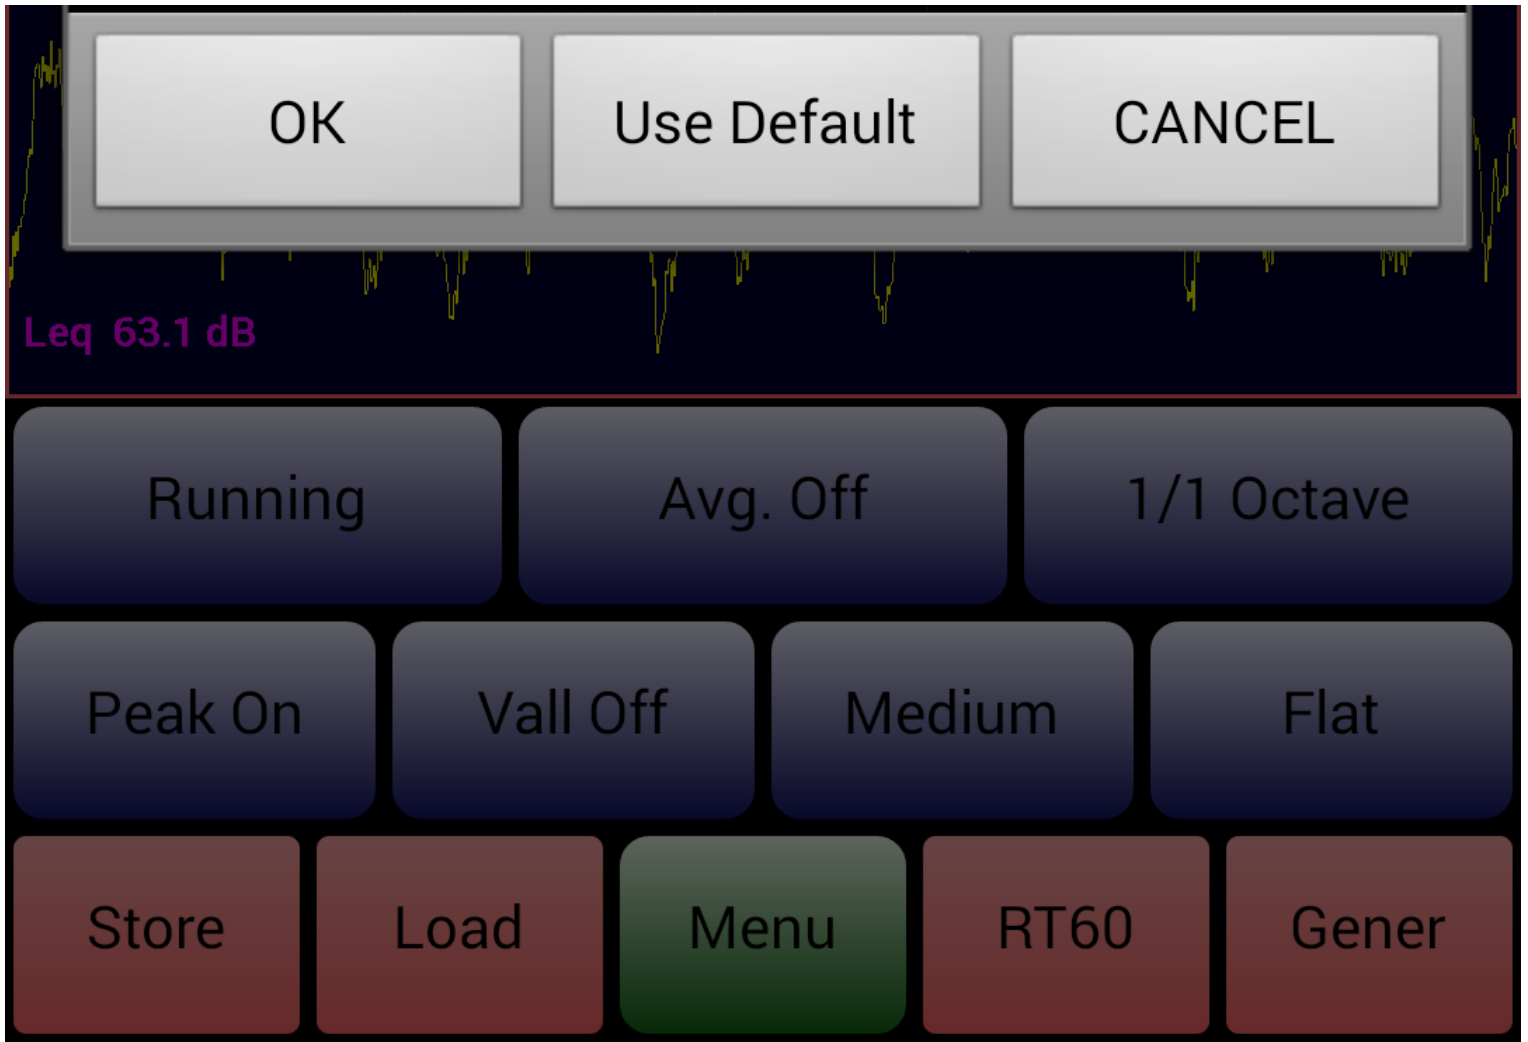 OK Use Default CANCEL
Leq 63.1 dB
Running Avg. Off 1/1 Octave
Peak On Vall Off Medium Flat
Store Load Menu RT60 Gener